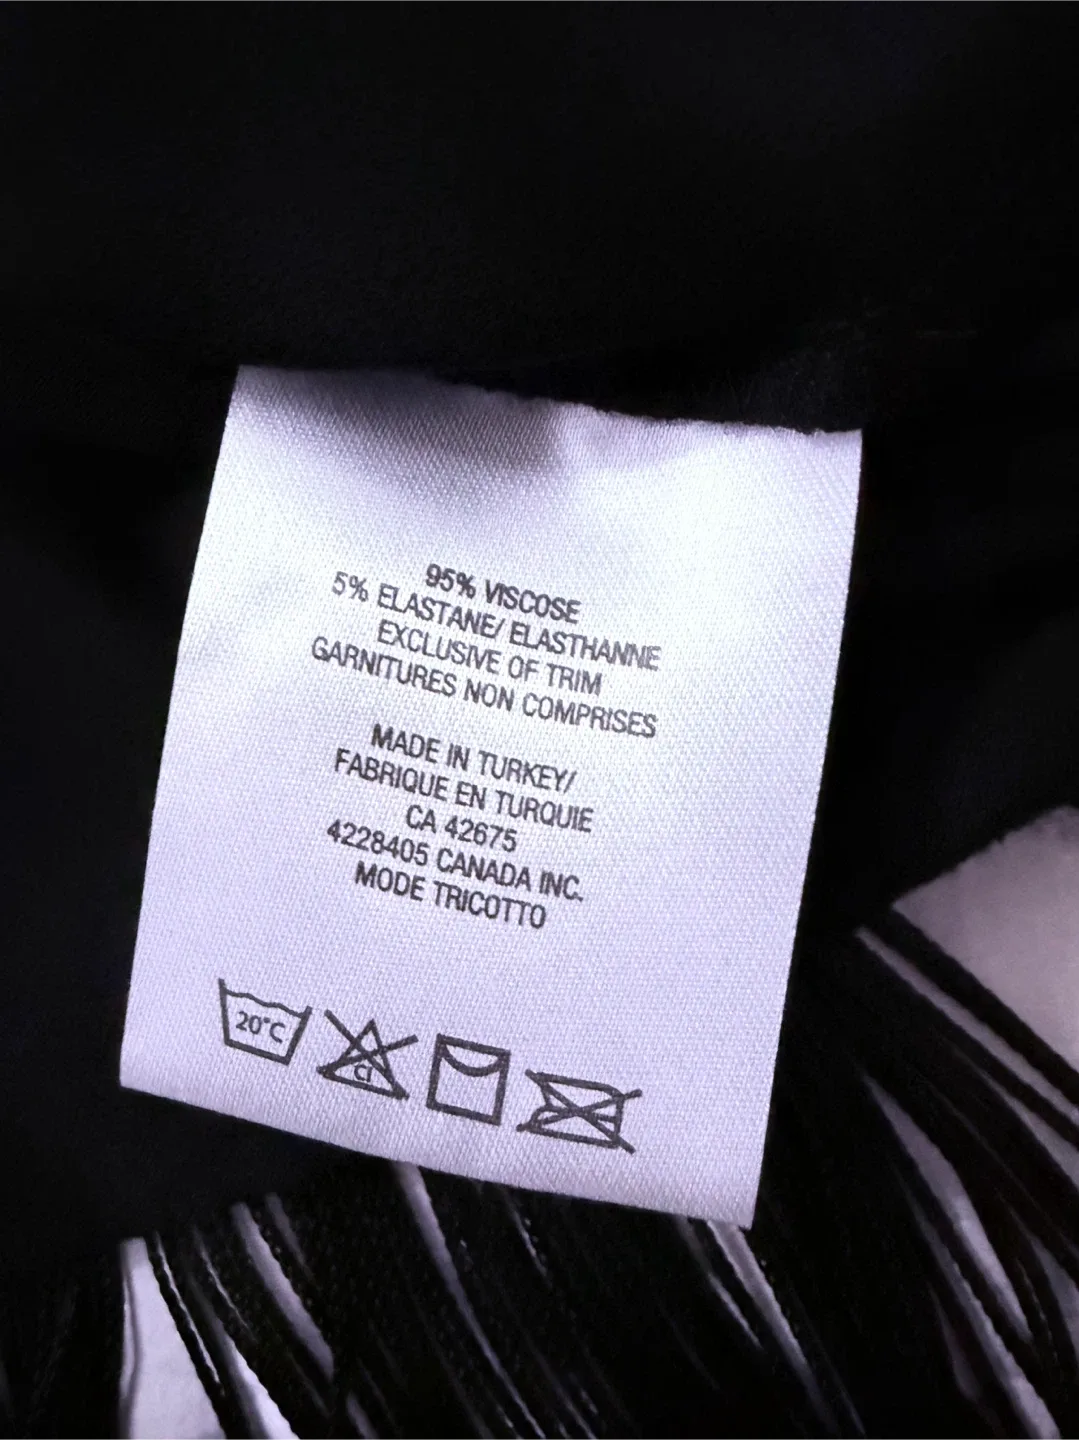 95% VISCOSE
5% ELASTANE/ ELASTHANNE
EXCLUSIVE OF TRIM
GARNITURES NON COMPRISES
MADE IN TURKEY/
FABRIQUE EN TURQUIE
CA 42675
4228405 CANADA INC.
MODE TRICOTTO
20°C
Cl